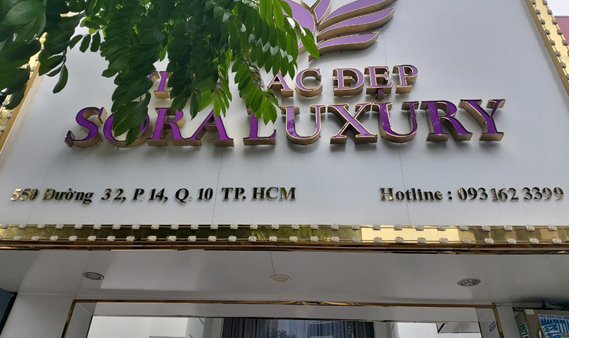 ĐẸP
SORA LUXURY
550 Đường 3 2, P. 14, Q. 10 TP. HCM
Hotline : 093 162 3399